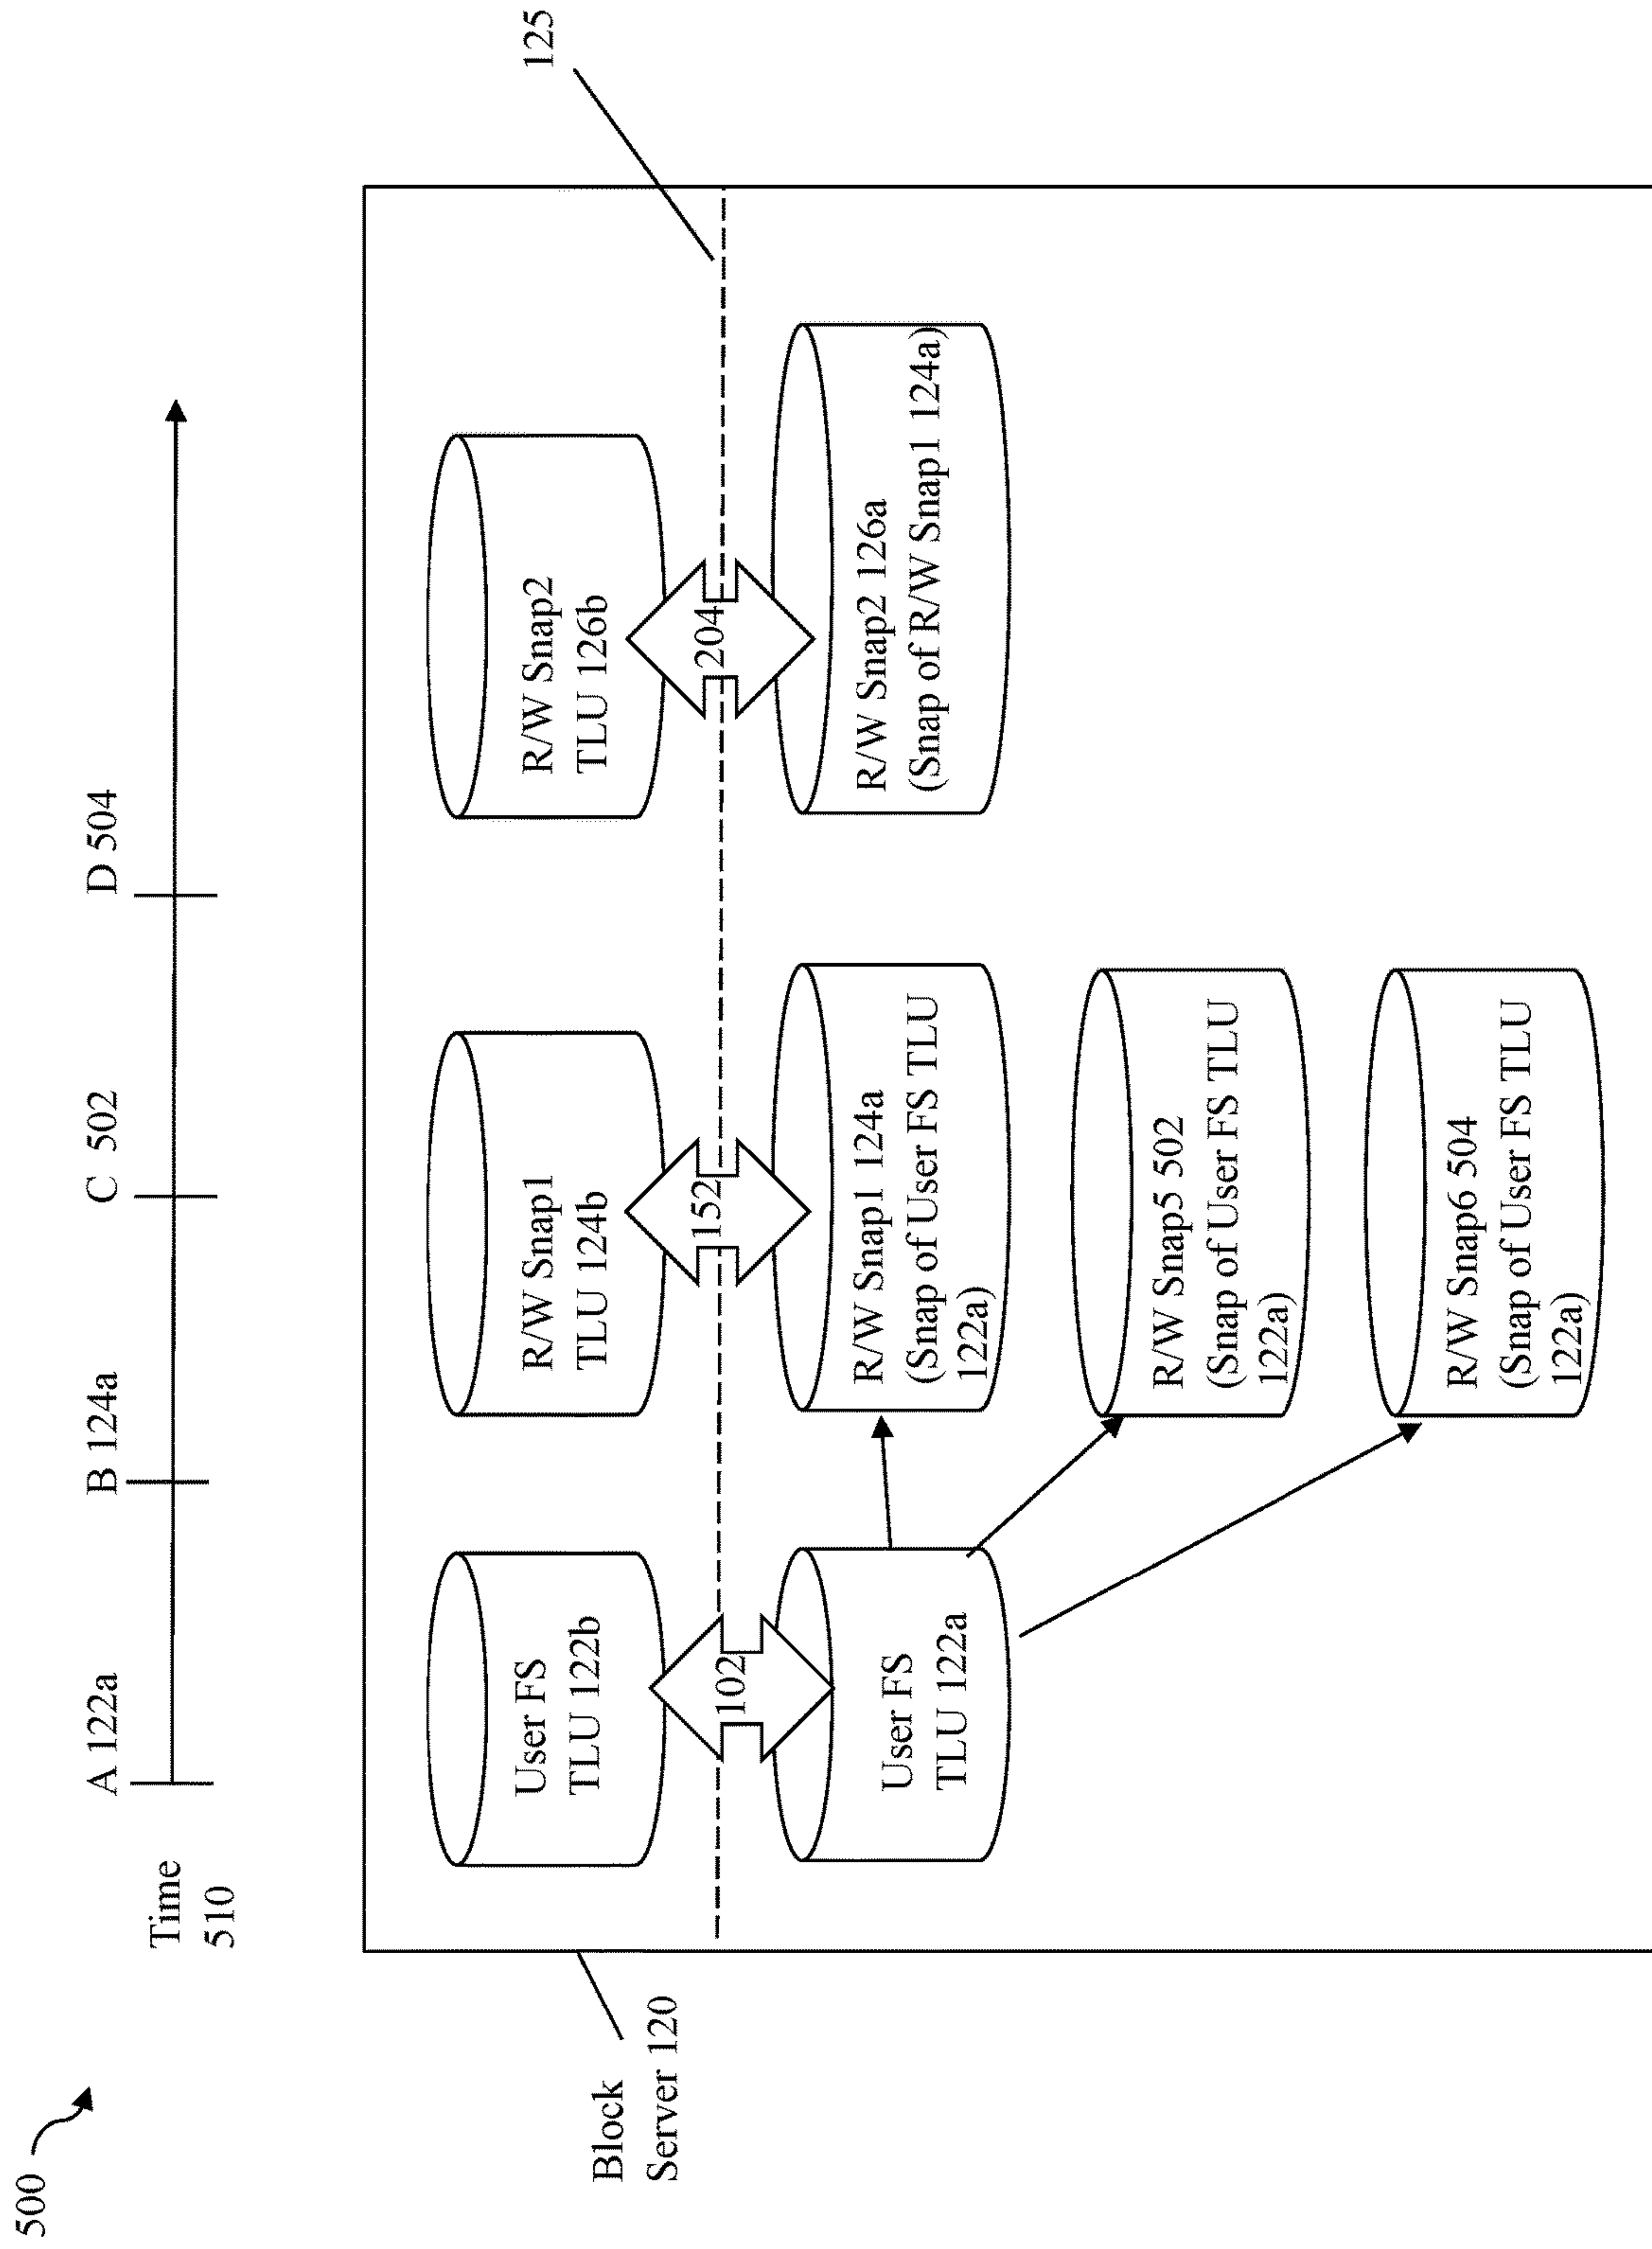 500
Time
510
A 122a
B 124a
C 502
D 504
Block
Server 120
125
User FS
TLU 122b
R/W Snap1
TLU 124b
R/W Snap2
TLU 126b
102
152
204
User FS
TLU 122a
R/W Snap1 124a
(Snap of User FS TLU
122a)
R/W Snap2 126a
(Snap of R/W Snap1 124a)
R/W Snap5 502
(Snap of User FS TLU
122a)
R/W Snap6 504
(Snap of User FS TLU
122a)